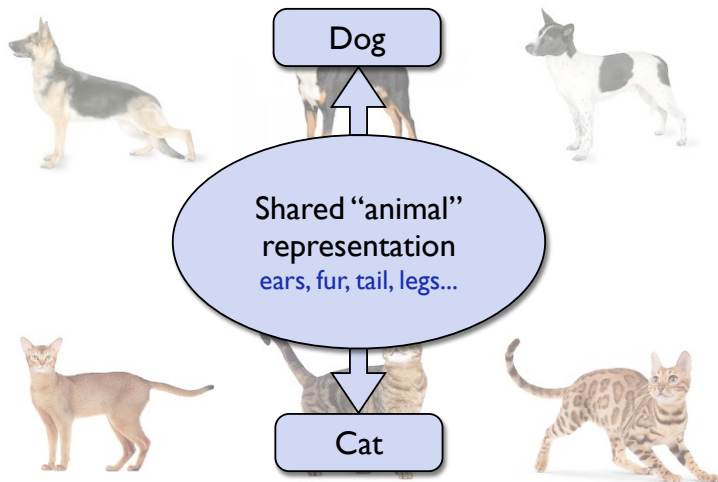 Dog
Shared “animal”
representation
ears, fur, tail, legs...
Cat